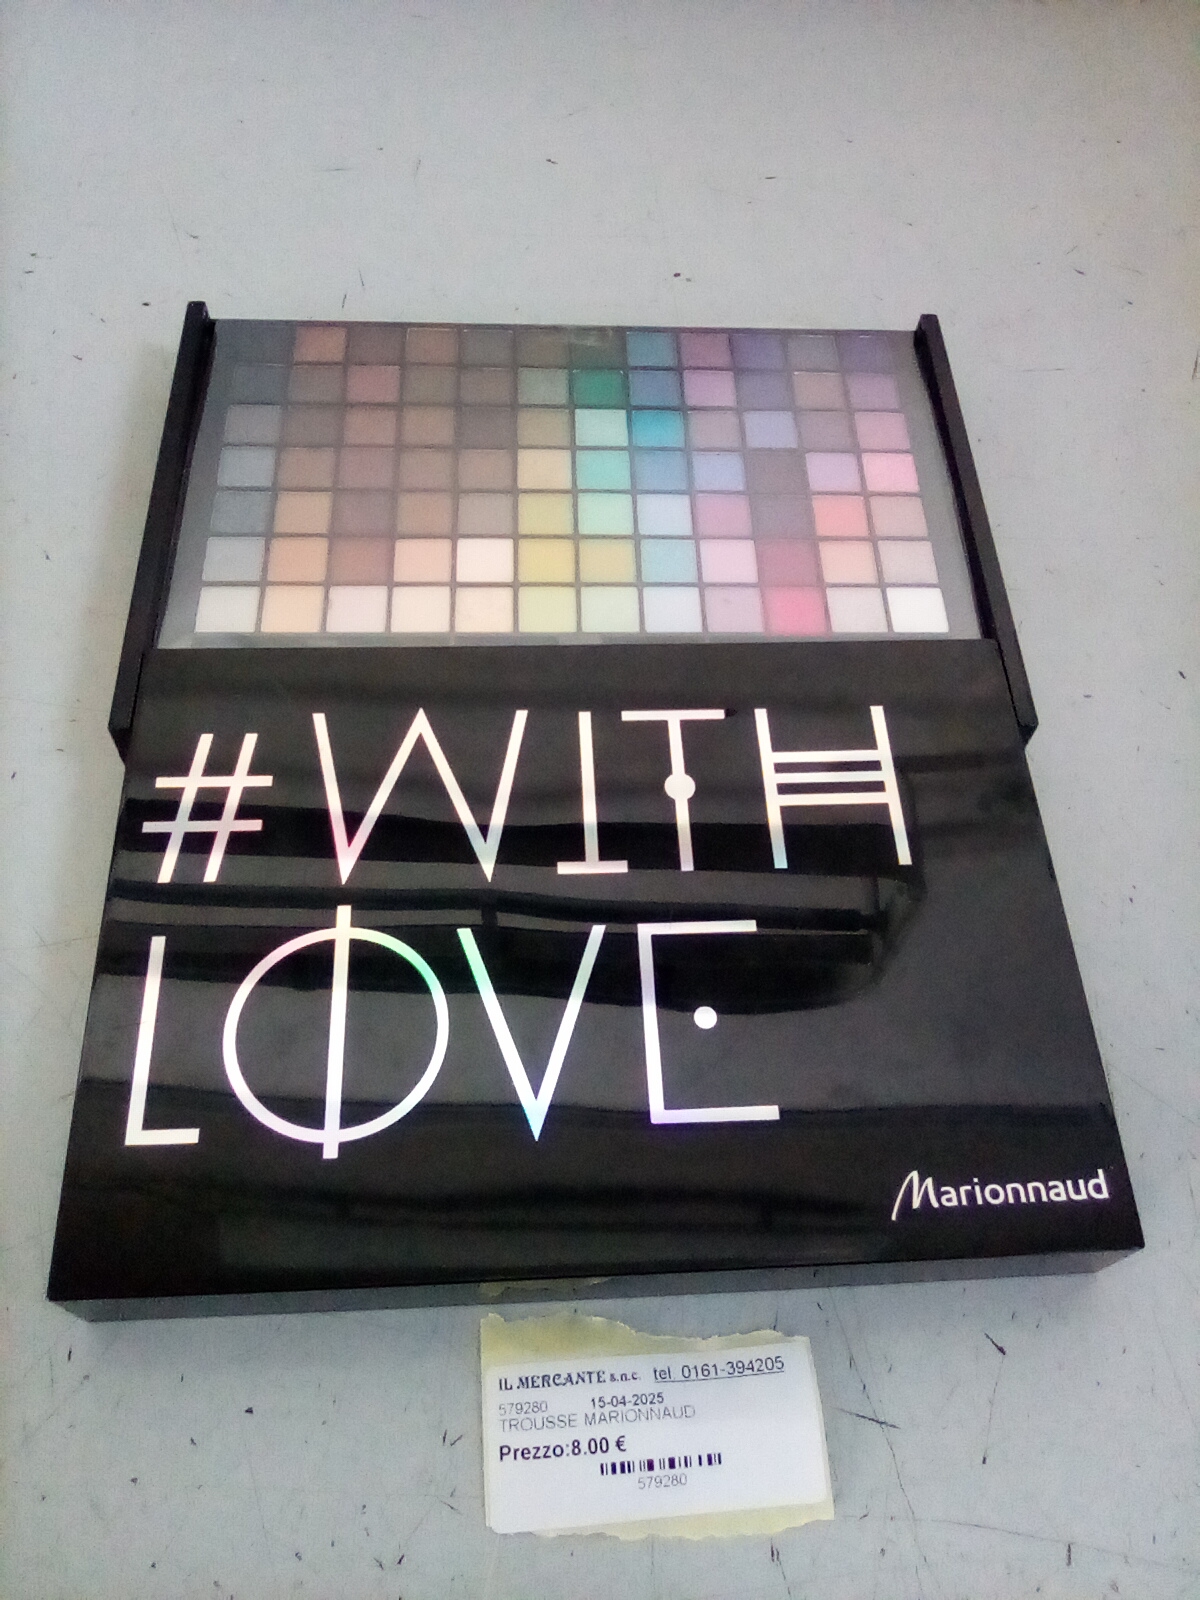 #WITH
LOVE
Marionnaud
IL MERCANTE s.n.c. tel. 0161-394205
579280 15-04-2025
TROUSSE MARIONNAUD
Prezzo:8.00 €
579280